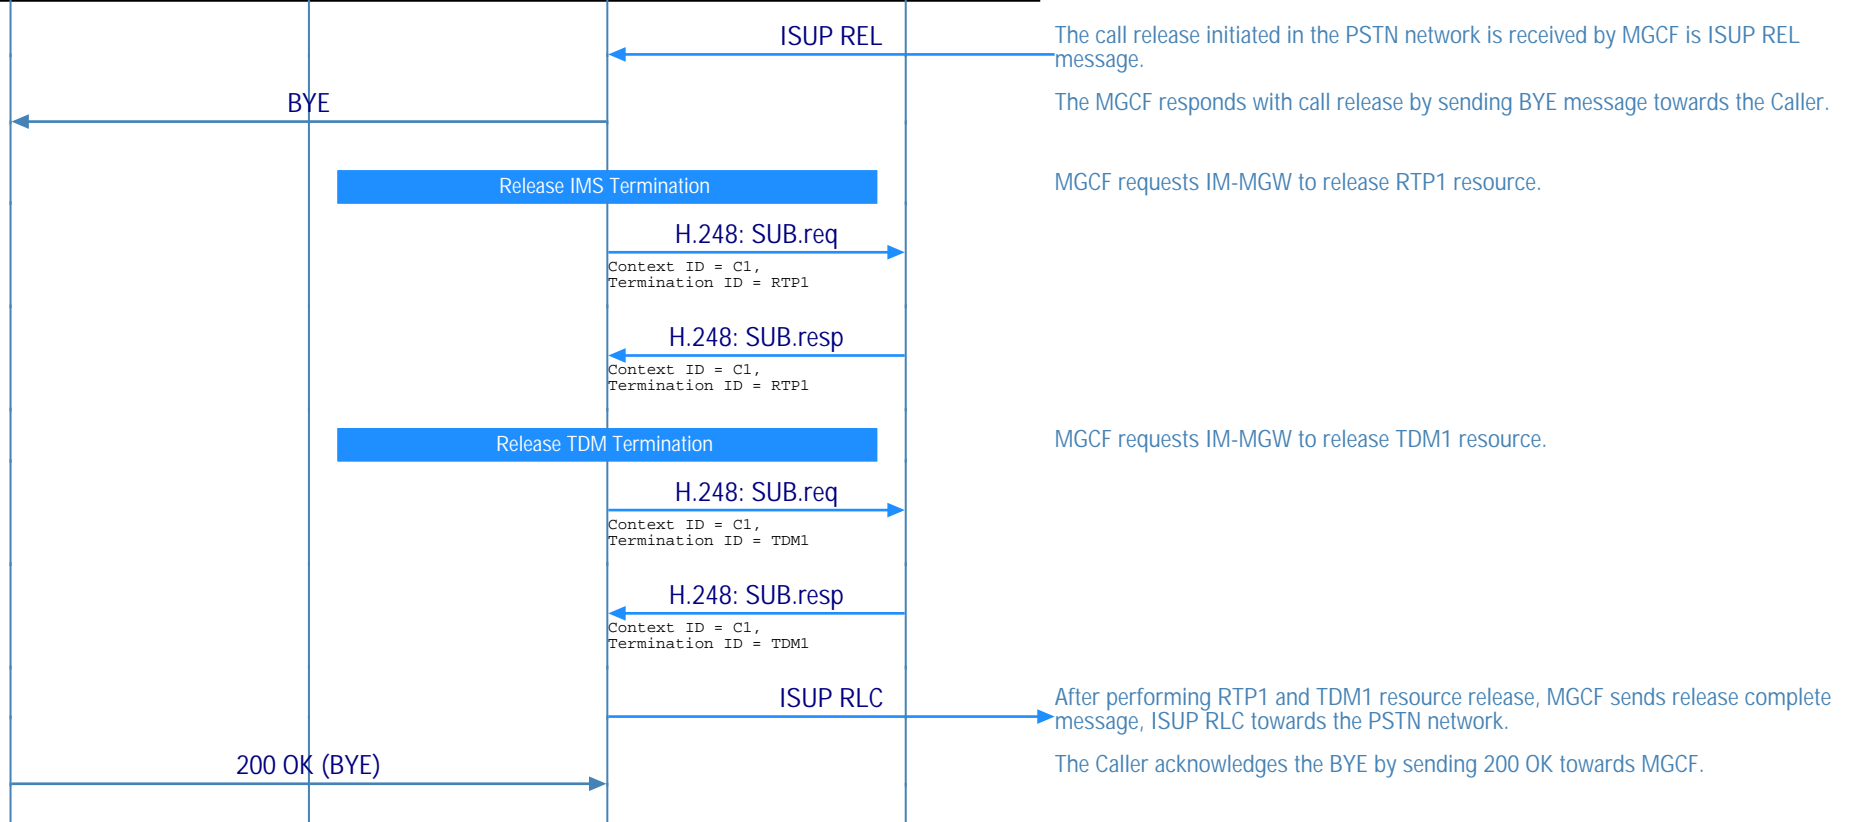 ISUP REL
The call release initiated in the PSTN network is received by MGCF is ISUP REL
message.
BYE
The MGCF responds with call release by sending BYE message towards the Caller.
Release IMS Termination
MGCF requests IM-MGW to release RTP1 resource.
H.248: SUB.req
Context ID = C1,
Termination ID = RTP1
H.248: SUB.resp
Context ID = C1,
Termination ID = RTP1
Release TDM Termination
MGCF requests IM-MGW to release TDM1 resource.
H.248: SUB.req
Context ID = C1,
Termination ID = TDM1
H.248: SUB.resp
Context ID = C1,
Termination ID = TDM1
ISUP RLC
After performing RTP1 and TDM1 resource release, MGCF sends release complete
message, ISUP RLC towards the PSTN network.
200 OK (BYE)
The Caller acknowledges the BYE by sending 200 OK towards MGCF.